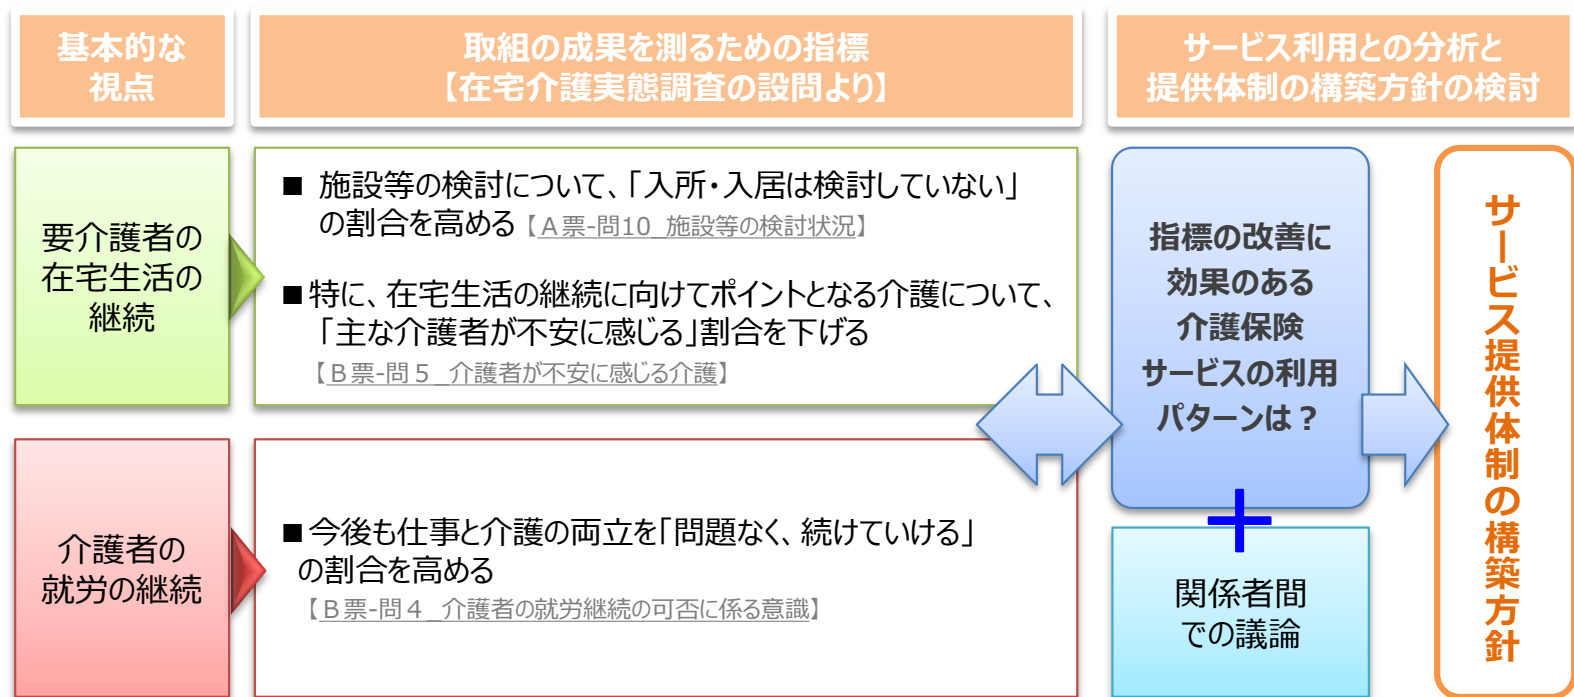 基本的な
視点
取組の成果を測るための指標
【在宅介護実態調査の設問より】
サービス利用との分析と
提供体制の構築方針の検討
要介護者の
在宅生活の
継続
■ 施設等の検討について、「入所・入居は検討していない」
の割合を高める【Ａ票-問10_施設等の検討状況】
■特に、在宅生活の継続に向けてポイントとなる介護について、
「主な介護者が不安に感じる」割合を下げる
【Ｂ票-問５_介護者が不安に感じる介護】
介護者の
就労の継続
■今後も仕事と介護の両立を「問題なく、続けていける」
の割合を高める
【Ｂ票-問４_介護者の就労継続の可否に係る意識】
指標の改善に
効果のある
介護保険
サービスの利用
パターンは？
関係者間
での議論
サービス提供体制の構築方針